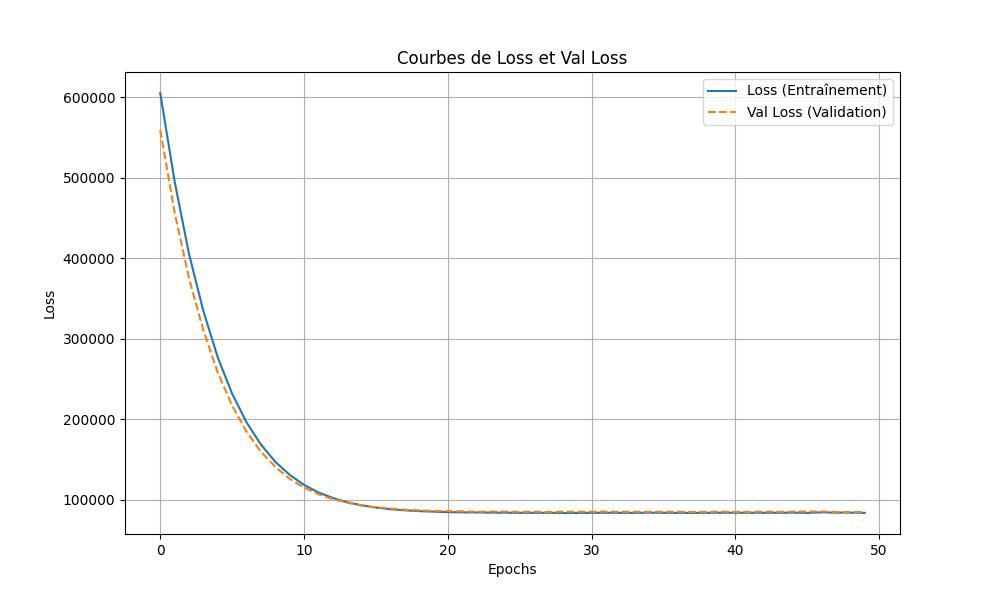 Courbes de Loss et Val Loss
Loss (Entraînement)
Val Loss (Validation)
600000
500000
400000
300000
200000
100000
Loss
0 10 20 30 40 50
Epochs